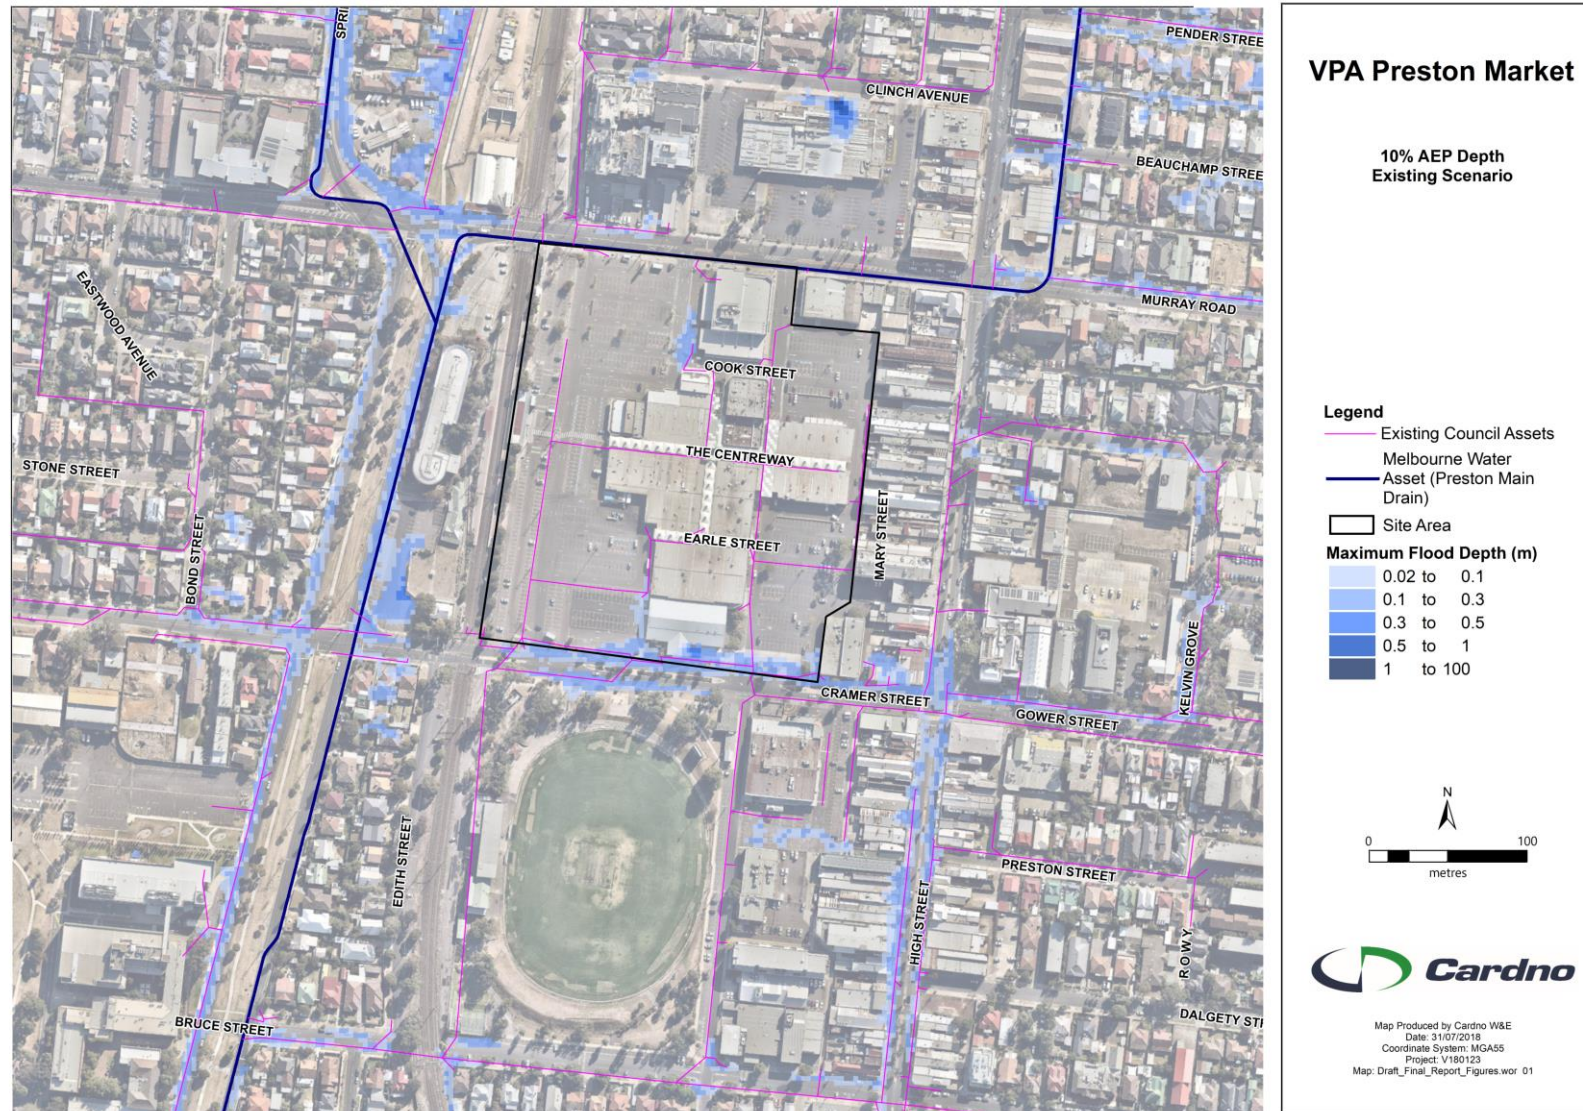 SPRI
PENDER STREE
CLINCH AVENUE
BEAUCHAMP STREE
MURRAY ROAD
EASTWOOD AVENUE
COOK STREET
THE CENTREWAY
STONE STREET
EARLE STREET
MARY STREET
BOND STREET
KELVIN GROVE
CRAMER STREET
GOWER STREET
EDITH STREET
PRESTON STREET
HIGH STREET
R O W Y
BRUCE STREET
DALGETY STR
VPA Preston Market
10% AEP Depth
Existing Scenario
Legend
Existing Council Assets
Melbourne Water
Asset (Preston Main
Drain)
Site Area
Maximum Flood Depth (m)
0.02 to 0.1
0.1 to 0.3
0.3 to 0.5
0.5 to 1
1 to 100
N
0 100
metres
Cardno
Map Produced by Cardno W&E
Date: 31/07/2018
Coordinate System: MGA55
Project: V180123
Map: Draft_Final_Report_Figures.wor 01